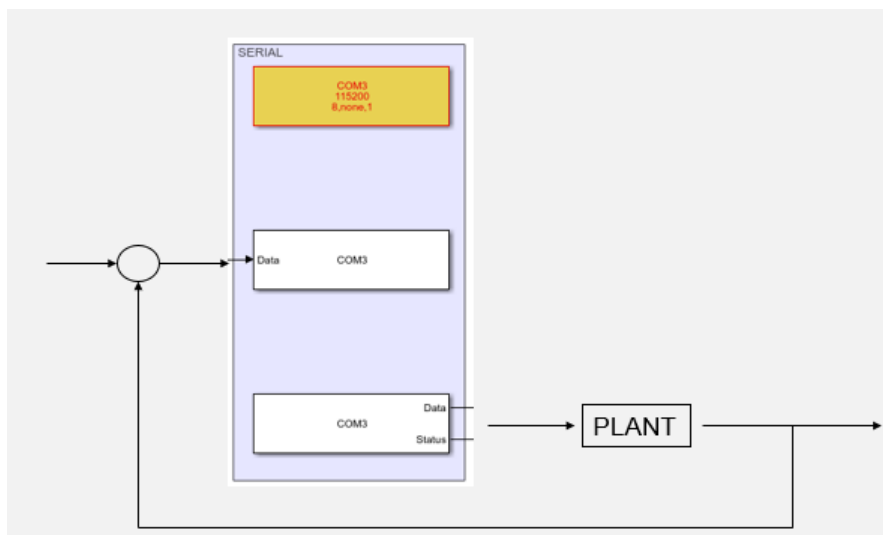 SERIAL
COM3
115200
8,none,1
Data COM3
Data
COM3
Status
PLANT